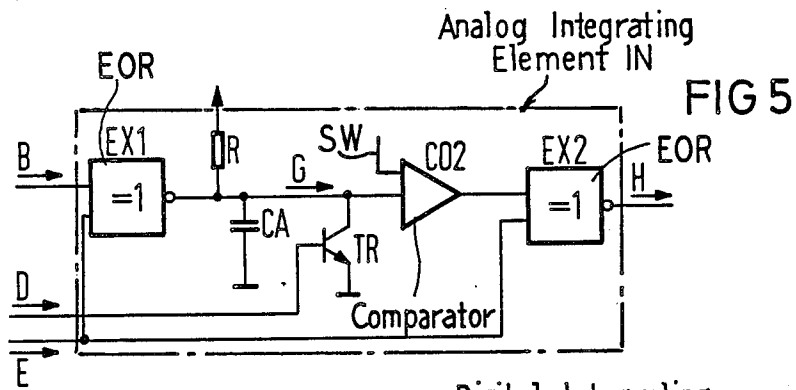 Analog Integrating
Element IN
FIG 5
EOR
EX1
B
=1
R
G
SW
CO2
EX2
EOR
H
=1
CA
TR
D
Comparator
E